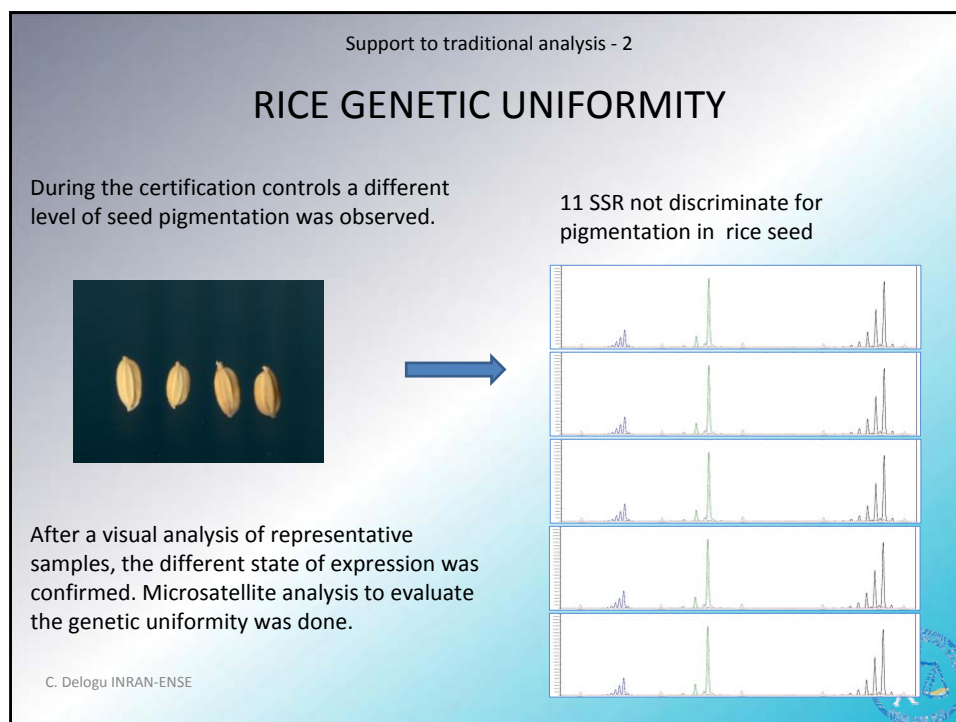 Support to traditional analysis - 2
RICE GENETIC UNIFORMITY
During the certification controls a different
level of seed pigmentation was observed.
11 SSR not discriminate for
pigmentation in rice seed
After a visual analysis of representative
samples, the different state of expression was
confirmed. Microsatellite analysis to evaluate
the genetic uniformity was done.
C. Delogu INRAN-ENSE